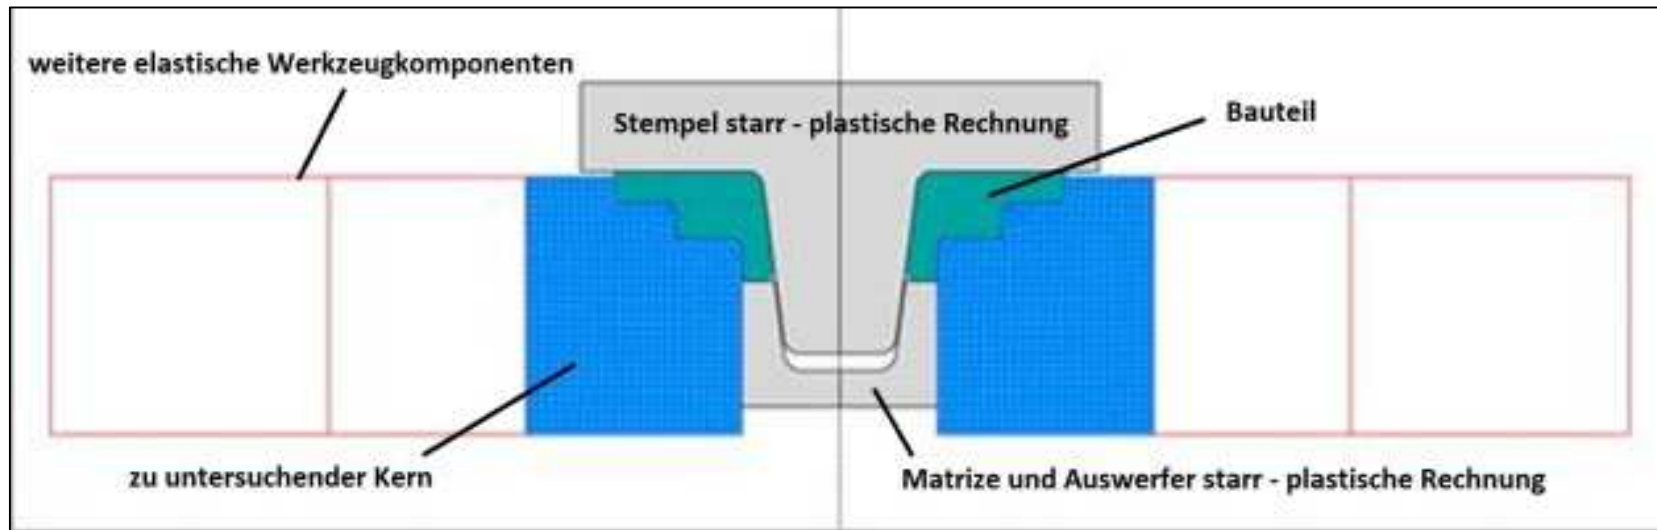 weitere elastische Werkzeugkomponenten
Stempel starr - plastische Rechnung
Bauteil
zu untersuchender Kern
Matrize und Auswerfer starr - plastische Rechnung